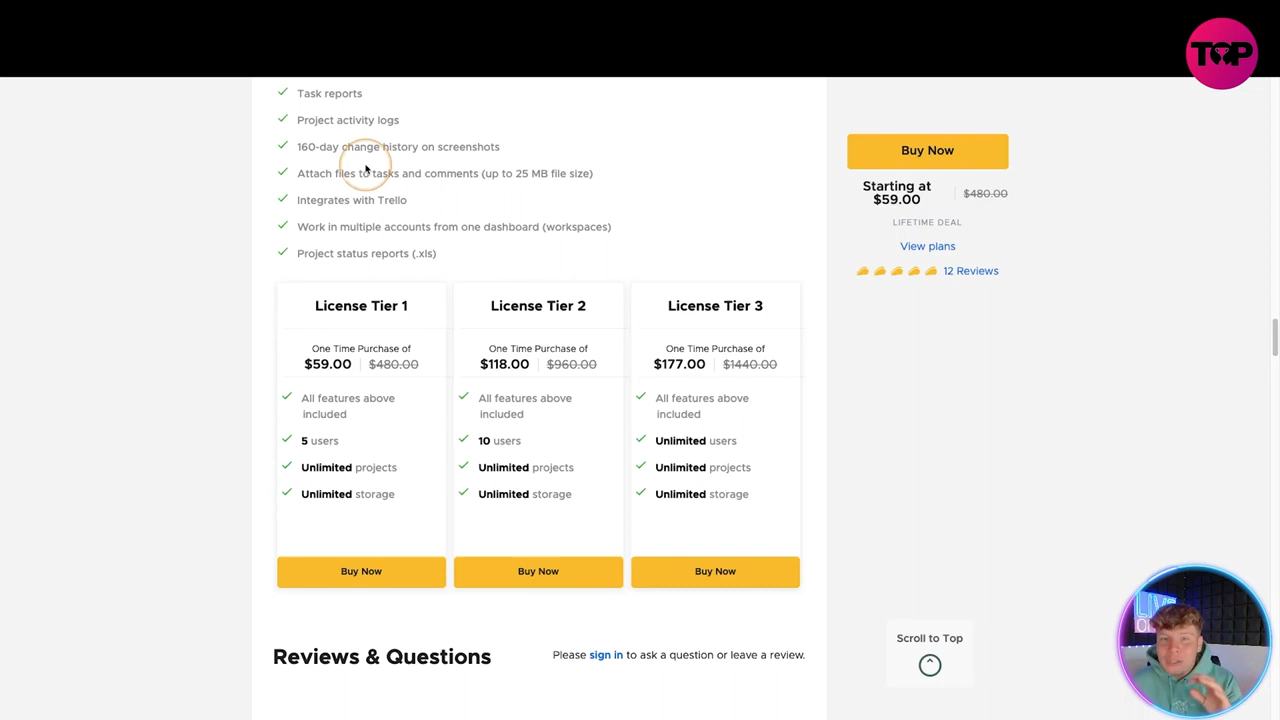 TOP
Task reports
Project activity logs
160-day change history on screenshots
Attach files to tasks and comments (up to 25 MB file size)
Integrates with Trello
Work in multiple accounts from one dashboard (workspaces)
Project status reports (.xls)
Buy Now
Starting at
$59.00 $480.00
LIFETIME DEAL
View plans
12 Reviews
License Tier 1
One Time Purchase of
$59.00 $480.00
All features above
included
5 users
Unlimited projects
Unlimited storage
Buy Now
License Tier 2
One Time Purchase of
$118.00 $960.00
All features above
included
10 users
Unlimited projects
Unlimited storage
Buy Now
License Tier 3
One Time Purchase of
$177.00 $1440.00
All features above
included
Unlimited users
Unlimited projects
Unlimited storage
Buy Now
Reviews & Questions
Please sign in to ask a question or leave a review.
Scroll to Top
LIVE